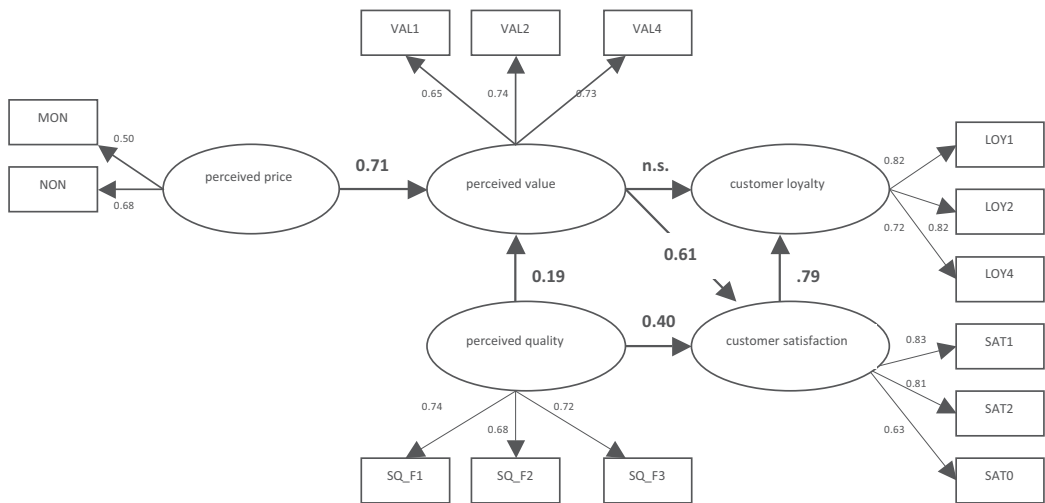 VAL1
VAL2
VAL4
0.65
0.74
0.73
MON
0.50
NON
0.68
perceived price
0.71
perceived value
n.s.
customer loyalty
0.82
LOY1
LOY2
0.72
0.82
LOY4
0.61
0.19
.79
perceived quality
0.40
customer satisfaction
0.83
SAT1
0.81
SAT2
0.63
SAT0
0.74
0.68
0.72
SQ_F1
SQ_F2
SQ_F3